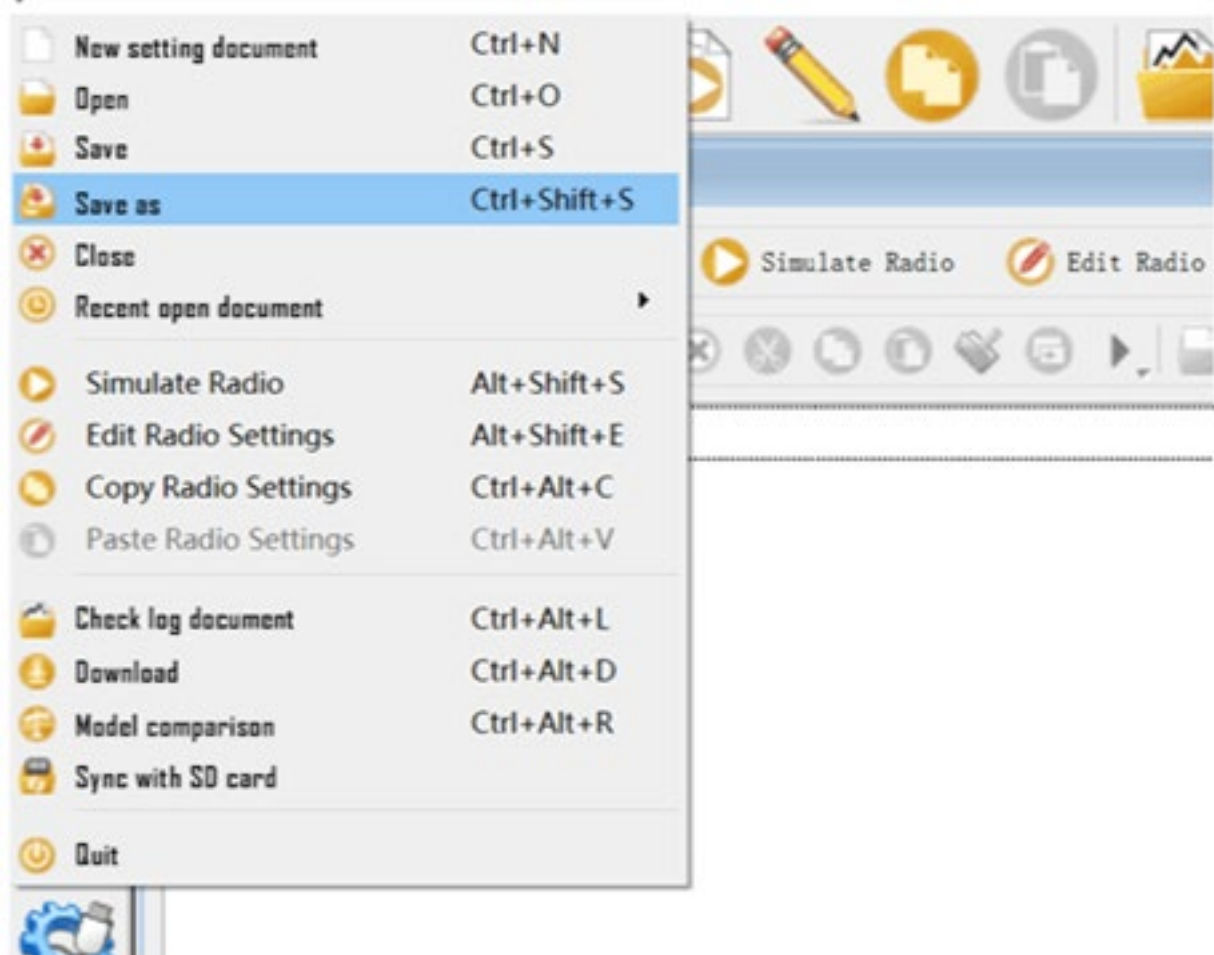 New setting document Ctrl+N
Open Ctrl+O
Save Ctrl+S
Save as Ctrl+Shift+S
Close
Recent open document
Simulate Radio Alt+Shift+S
Edit Radio Settings Alt+Shift+E
Copy Radio Settings Ctrl+Alt+C
Paste Radio Settings Ctrl+Alt+V
Check log document Ctrl+Alt+L
Download Ctrl+Alt+D
Model comparison Ctrl+Alt+R
Sync with SD card
Quit
Simulate Radio Edit Radio